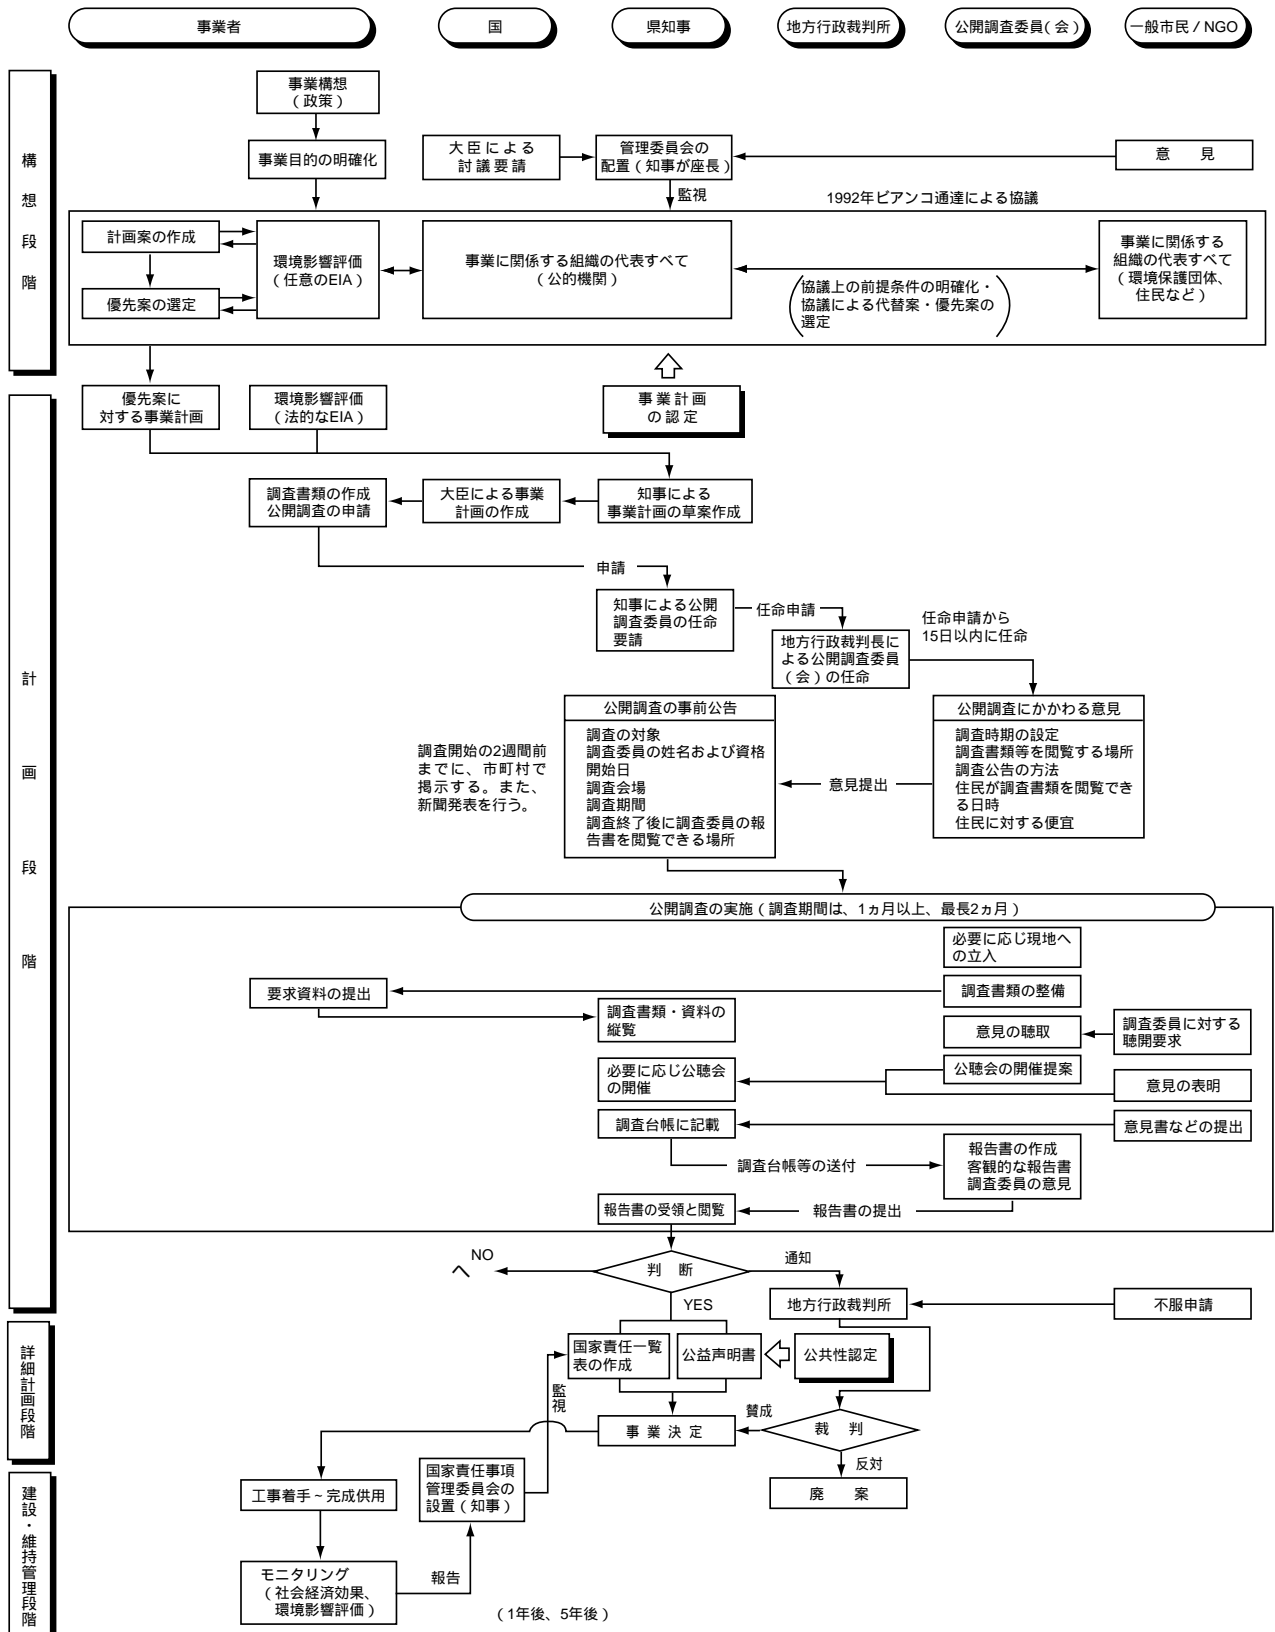 事業者
国
県知事
地方行政裁判所
公開調査委員(会)
一般市民/NGO
構想段階
事業構想
(政策)
事業目的の明確化
大臣による
討議要請
管理委員会の
配置(知事が座長)
意 見
監視
1992年ビアンコ通達による協議
計画案の作成
優先案の選定
環境影響評価
(任意のEIA)
事業に関係する組織の代表すべて
(公的機関)
協議上の前提条件の明確化・
協議による代替案・優先案の
選定
事業に関係する
組織の代表すべて
(環境保護団体、
住民など)
計画段階
優先案に
対する事業計画
環境影響評価
(法的なEIA)
事業計画
の認定
調査書類の作成
公開調査の申請
大臣による事業
計画の作成
知事による
事業計画の草案作成
申請
知事による公開
調査委員の任命
要請
任命申請
地方行政裁判長に
よる公開調査委員
(会)の任命
任命申請から
15日以内に任命
調査開始の2週間前
までに、市町村で
掲示する。また、
新聞発表を行う。
公開調査の事前公告
調査の対象
調査委員の姓名および資格
開始日
調査会場
調査期間
調査終了後に調査委員の報
告書を閲覧できる場所
意見提出
公開調査にかかわる意見
調査時期の設定
調査書類等を閲覧する場所
調査公告の方法
住民が調査書類を閲覧でき
る日時
住民に対する便宜
公開調査の実施(調査期間は、1ヵ月以上、最長2ヵ月)
必要に応じ現地へ
の立入
要求資料の提出
調査書類の整備
調査書類・資料の
縦覧
意見の聴取
調査委員に対する
聴聞要求
必要に応じ公聴会
の開催
公聴会の開催提案
意見の表明
調査台帳に記載
意見書などの提出
調査台帳等の送付
報告書の作成
客観的な報告書
調査委員の意見
報告書の受領と閲覧
報告書の提出
へ
NO
判 断
通知
YES
地方行政裁判所
不服申請
詳細計画段階
国家責任一覧
表の作成
公益声明書
公共性認定
監視
事業決定
賛成
裁 判
反対
廃 案
建設・維持管理段階
工事着手~完成供用
国家責任事項
管理委員会の
設置(知事)
モニタリング
(社会経済効果、
環境影響評価)
報告
(1年後、5年後)